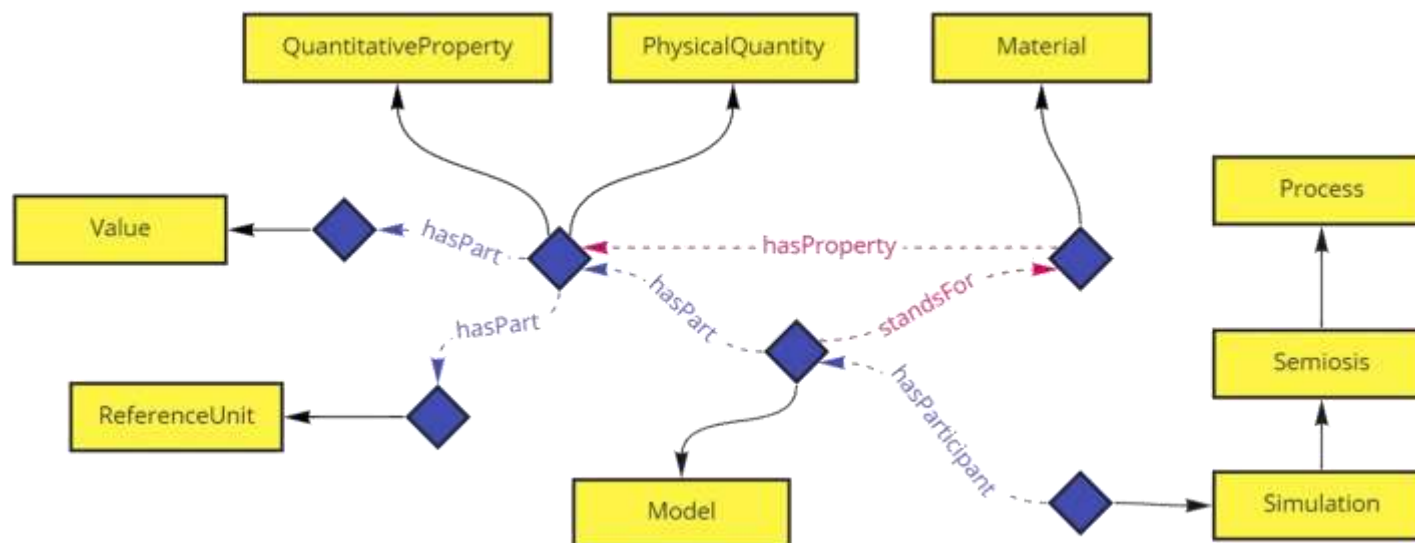 QuantitativeProperty
PhysicalQuantity
Material
Process
Value
hasPart
hasProperty
hasPart
standsFor
hasPart
Semiosis
ReferenceUnit
hasParticipant
Model
Simulation